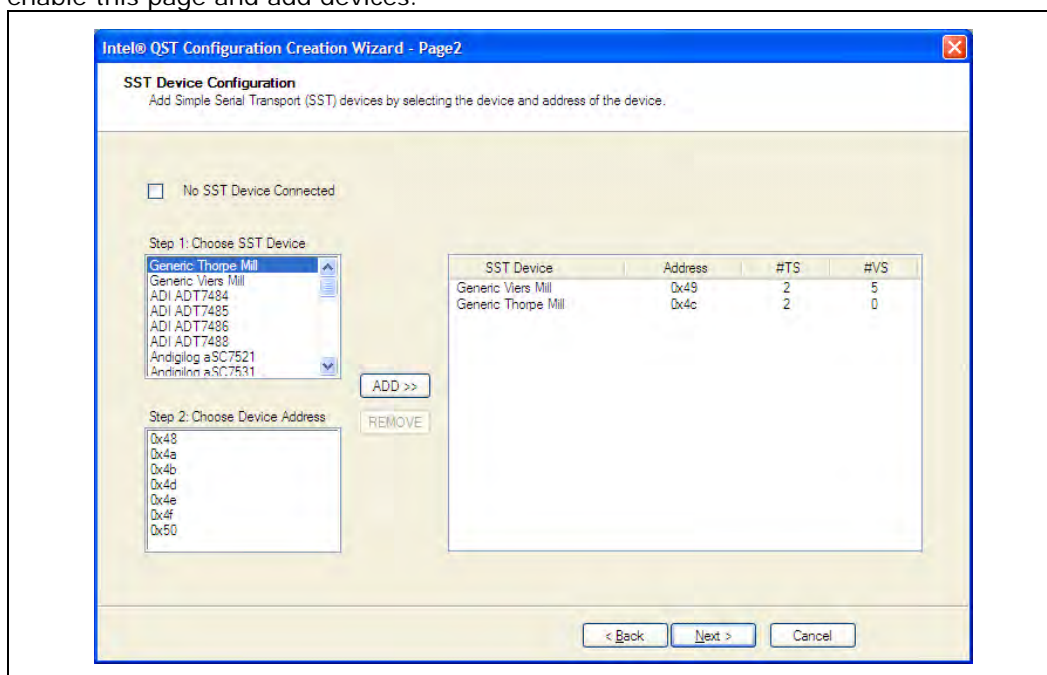 enable this page and add devices.
Intel® QST Configuration Creation Wizard - Page2
SST Device Configuration
Add Simple Serial Transport (SST) devices by selecting the device and address of the device.
No SST Device Connected
Step 1: Choose SST Device
Generic Thorpe Mill
Generic Viers Mill
ADI ADT7484
ADI ADT7485
ADI ADT7486
ADI ADT7488
Andigilog aSC7521
Andigilog aSC7531
ADD >>
REMOVE
Step 2: Choose Device Address
0x48
0x4a
0x4b
0x4d
0x4e
0x4f
0x50
SST Device Address #TS #VS
Generic Viers Mill 0x49 2 5
Generic Thorpe Mill 0x4c 2 0
< Back Next > Cancel